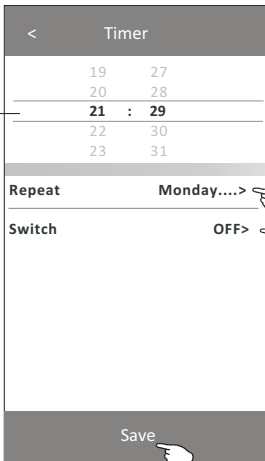 < Timer
19 27
20 28
21 : 29
22 30
23 31
Repeat Monday....>
Switch OFF>
Save